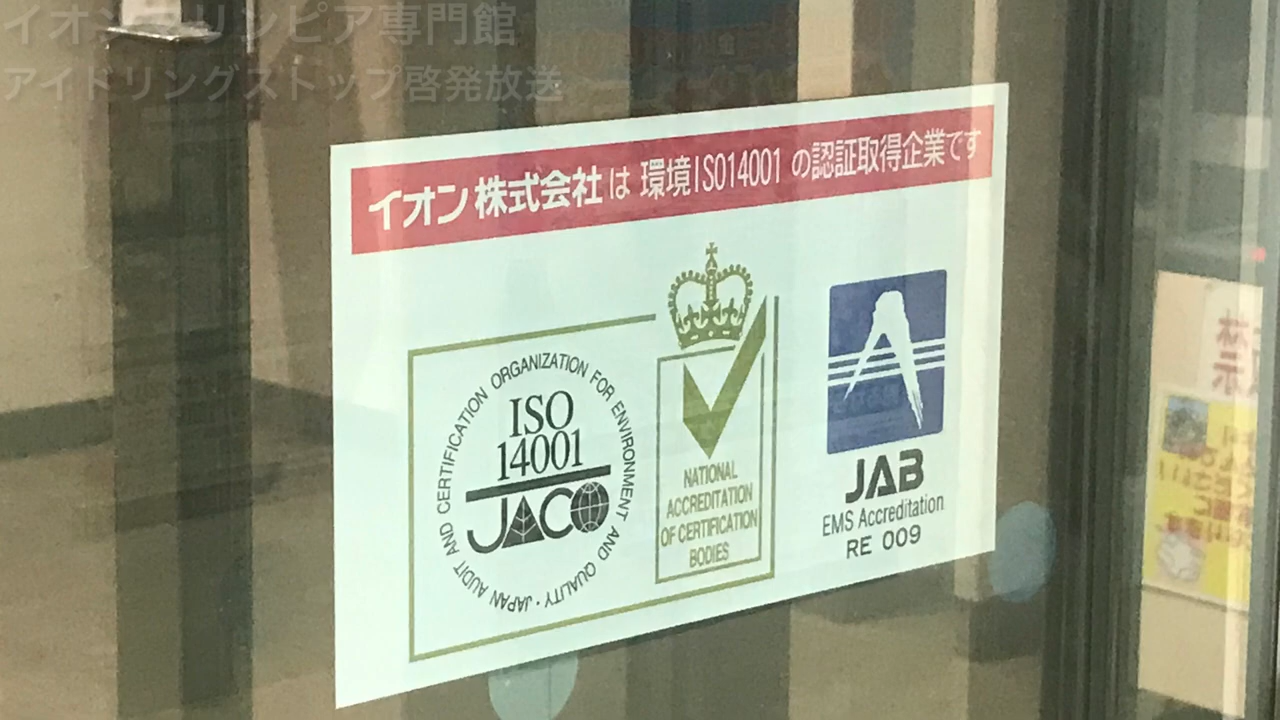 イオンマリンピア専門館
アイドリングストップ啓発放送
イオン株式会社は 環境ISO14001 の認証取得企業です
JAPAN AUDIT AND CERTIFICATION ORGANIZATION FOR ENVIRONMENT AND QUALITY・
ISO
14001
JACO
NATIONAL
ACCREDITATION
OF CERTIFICATION
BODIES
JAB
EMS Accreditation
RE 009